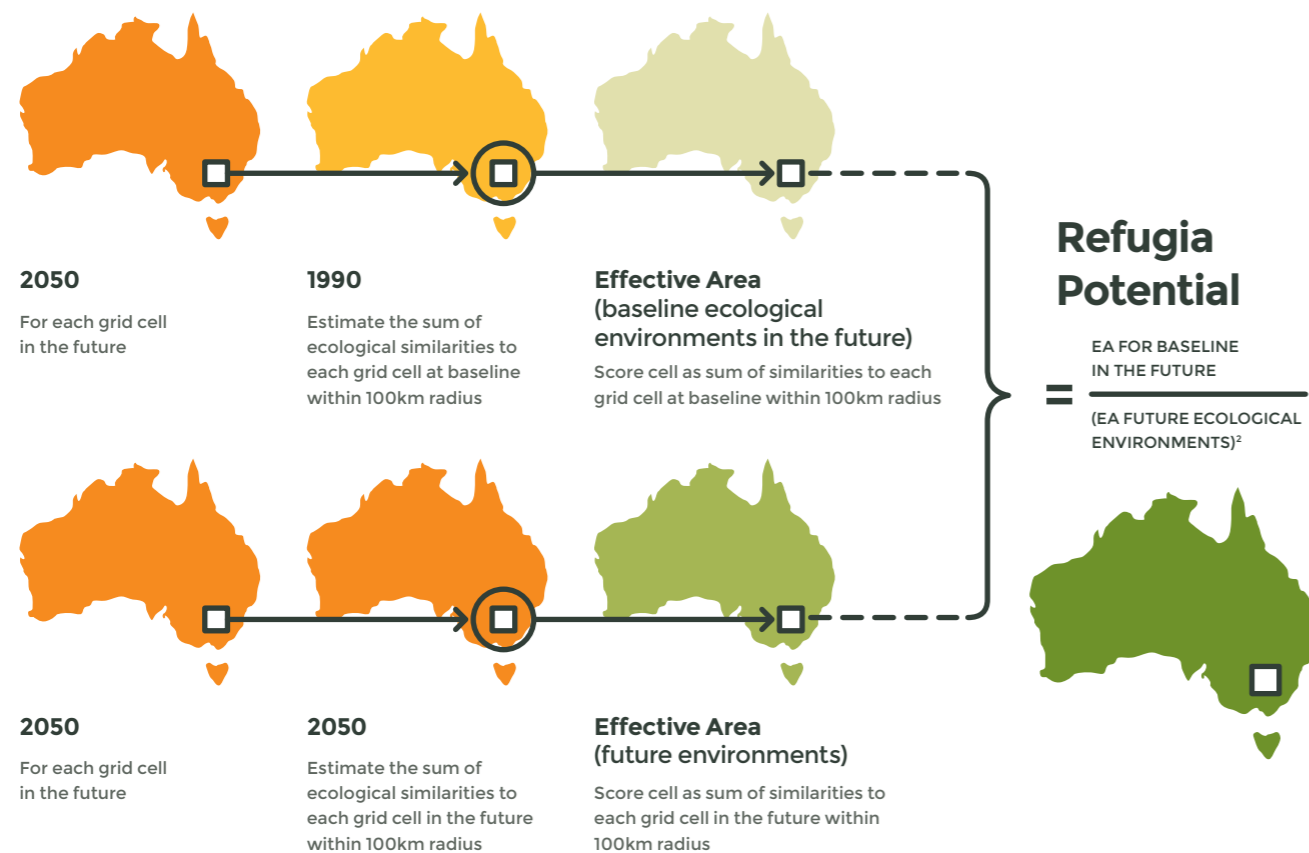 2050
For each grid cell
in the future
1990
Estimate the sum of
ecological similarities to
each grid cell at baseline
within 100km radius
Effective Area
(baseline ecological
environments in the future)
Score cell as sum of similarities to each
grid cell at baseline within 100km radius
Refugia
Potential
=
EA FOR BASELINE
IN THE FUTURE
(EA FUTURE ECOLOGICAL
ENVIRONMENTS)²
2050
For each grid cell
in the future
2050
Estimate the sum of
ecological similarities to
each grid cell in the future
within 100km radius
Effective Area
(future environments)
Score cell as sum of similarities to
each grid cell in the future within
100km radius